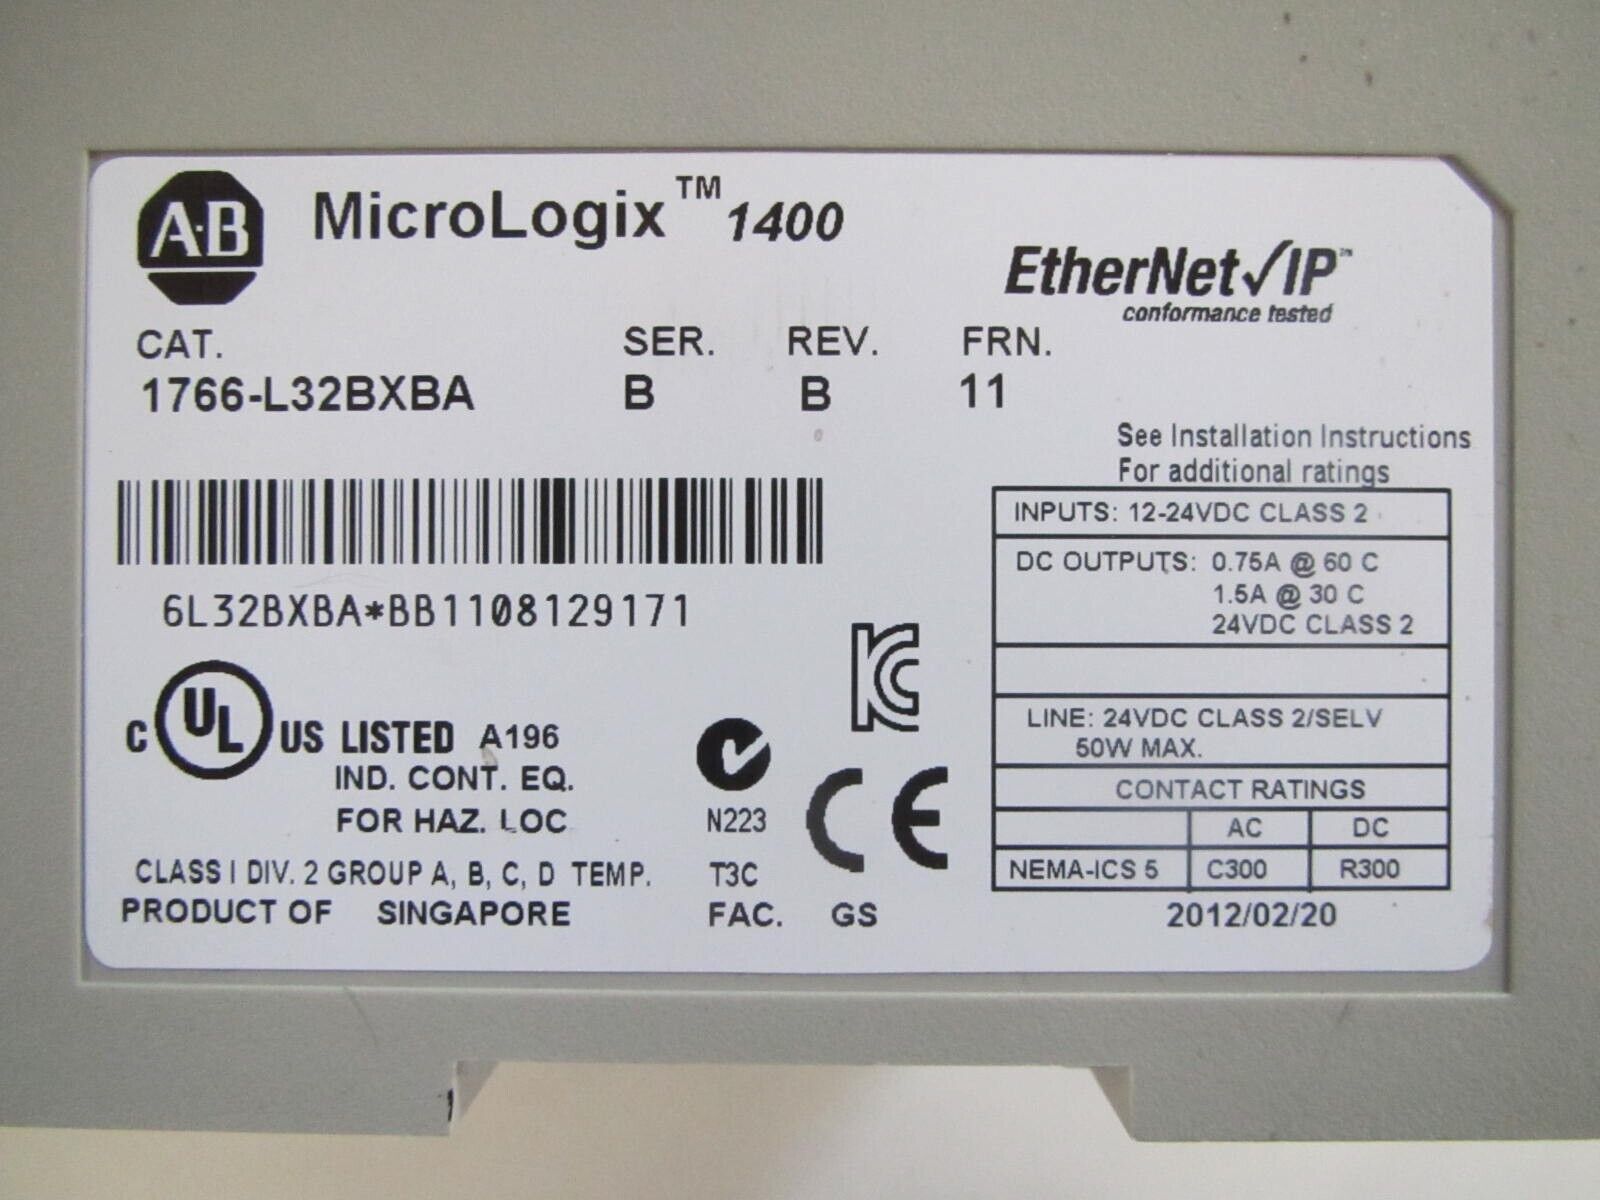 A·B MicroLogix™ 1400
EtherNet/IP™
conformance tested
CAT. SER. REV. FRN.
1766-L32BXBA B B 11
See Installation Instructions
For additional ratings
6L32BXBA*BB1108129171
INPUTS: 12-24VDC CLASS 2
DC OUTPUTS: 0.75A @ 60 C
1.5A @ 30 C
24VDC CLASS 2
LINE: 24VDC CLASS 2/SELV
50W MAX.
CONTACT RATINGS
AC DC
NEMA-ICS 5 C300 R300
C UL US LISTED A196
IND. CONT. EQ.
FOR HAZ. LOC
N223
KC
CE
CLASS I DIV. 2 GROUP A, B, C, D TEMP. T3C
PRODUCT OF SINGAPORE FAC. GS
2012/02/20